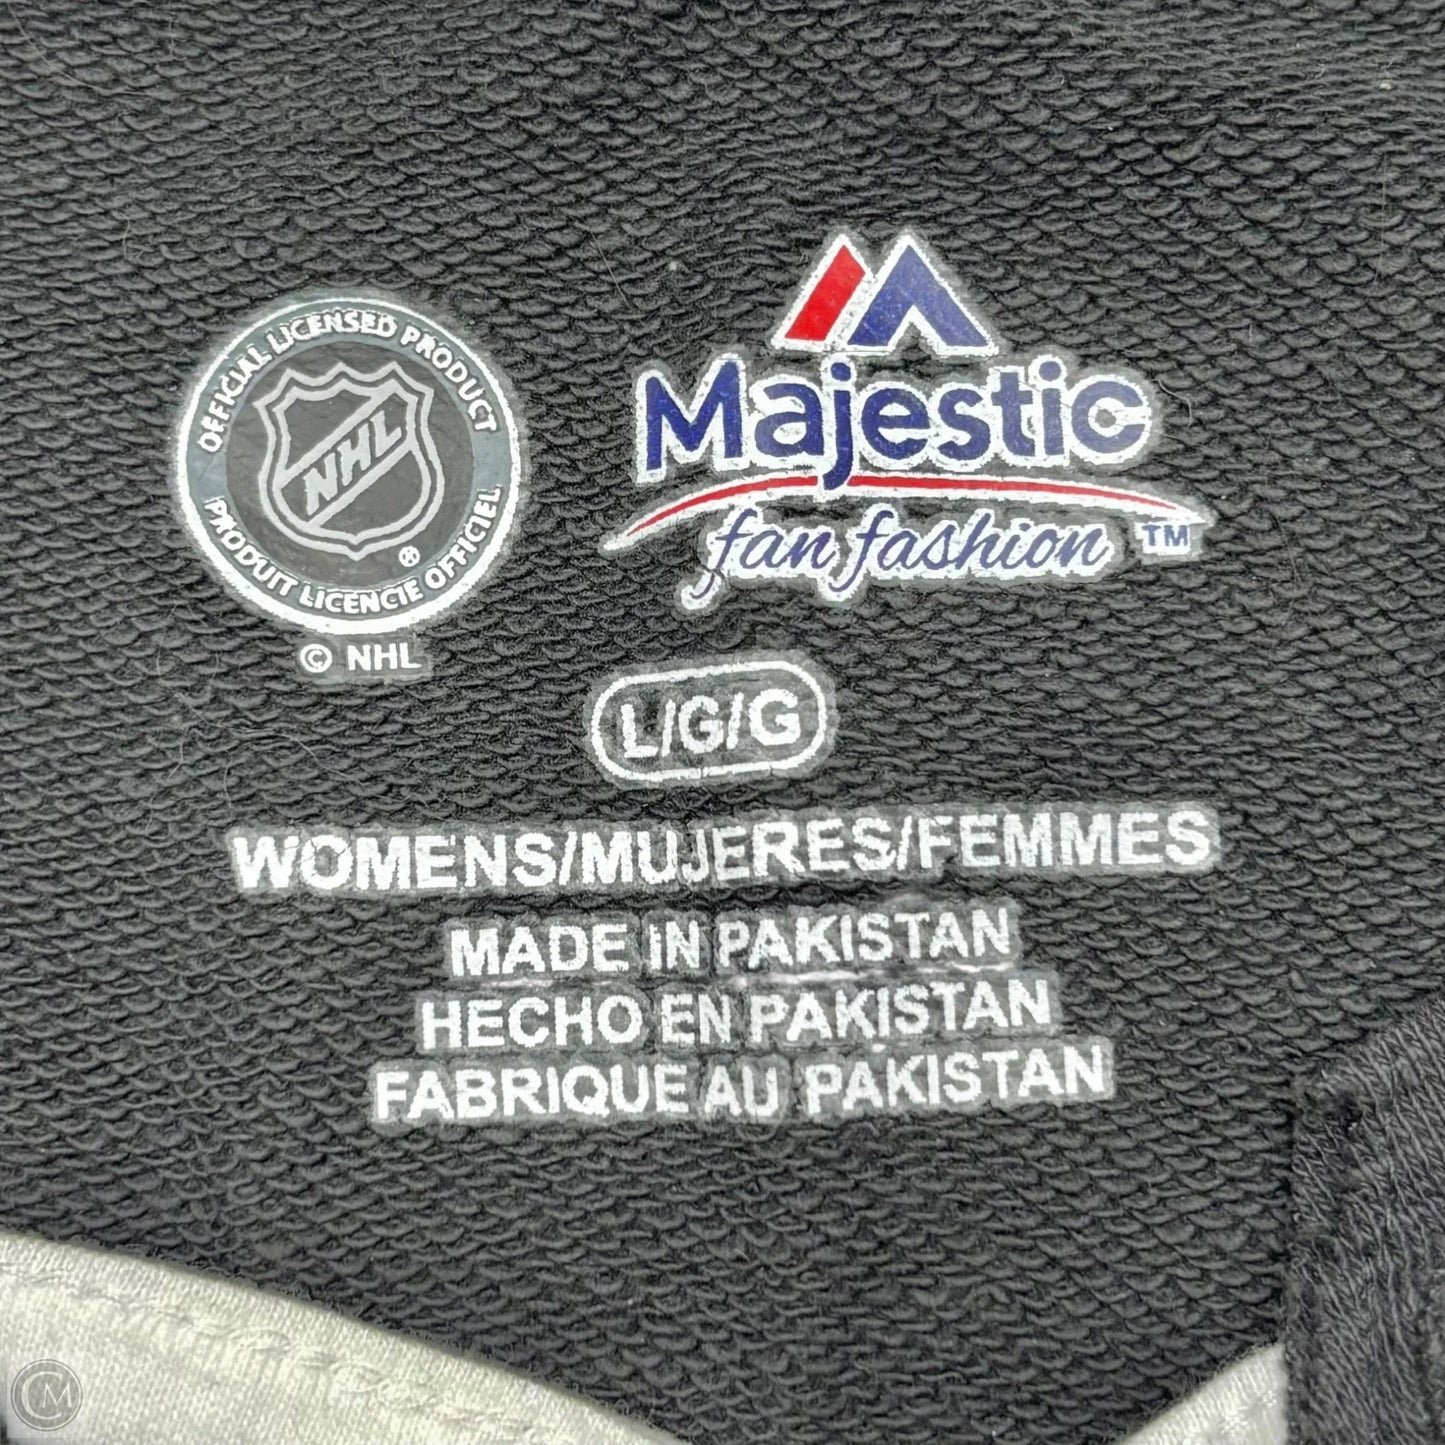 OFFICIAL LICENSED PRODUCT
NHL
®
PRODUIT LICENCIE OFFICIEL
© NHL
Majestic
fan fashion ™
L/G/G
WOMENS/MUJERES/FEMMES
MADE IN PAKISTAN
HECHO EN PAKISTAN
FABRIQUE AU PAKISTAN
CM